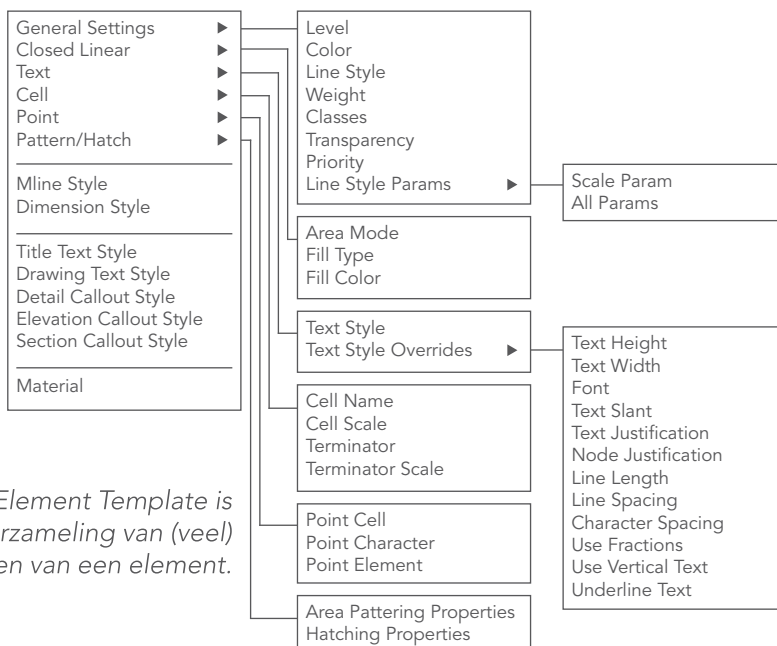 General Settings
Closed Linear
Text
Cell
Point
Pattern/Hatch
Mline Style
Dimension Style
Title Text Style
Drawing Text Style
Detail Callout Style
Elevation Callout Style
Section Callout Style
Material
Level
Color
Line Style
Weight
Classes
Transparency
Priority
Line Style Params
Scale Param
All Params
Area Mode
Fill Type
Fill Color
Text Style
Text Style Overrides
Text Height
Text Width
Font
Text Slant
Text Justification
Node Justification
Line Length
Line Spacing
Character Spacing
Use Fractions
Use Vertical Text
Underline Text
Cell Name
Cell Scale
Terminator
Terminator Scale
Point Cell
Point Character
Point Element
Area Pattering Properties
Hatching Properties
Element Template is
van (veel)
van een element.